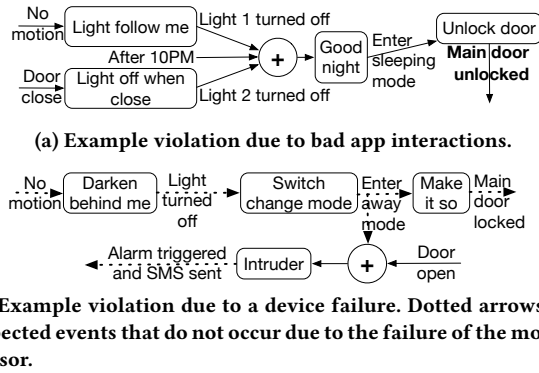 No
motion
Light follow me
Light 1 turned off
After 10PM
+
Good
night
Enter
sleeping
mode
Unlock door
Main door
unlocked
Door
close
Light off when
close
Light 2 turned off
(a) Example violation due to bad app interactions.
No
motion
Darken
behind me
Light
turned
off
Switch
change mode
Enter
away
mode
Make
it so
Main
door
locked
Alarm triggered
and SMS sent
Intruder
+
Door
open
Example violation due to a device failure. Dotted arrows
pected events that do not occur due to the failure of the mo
sor.